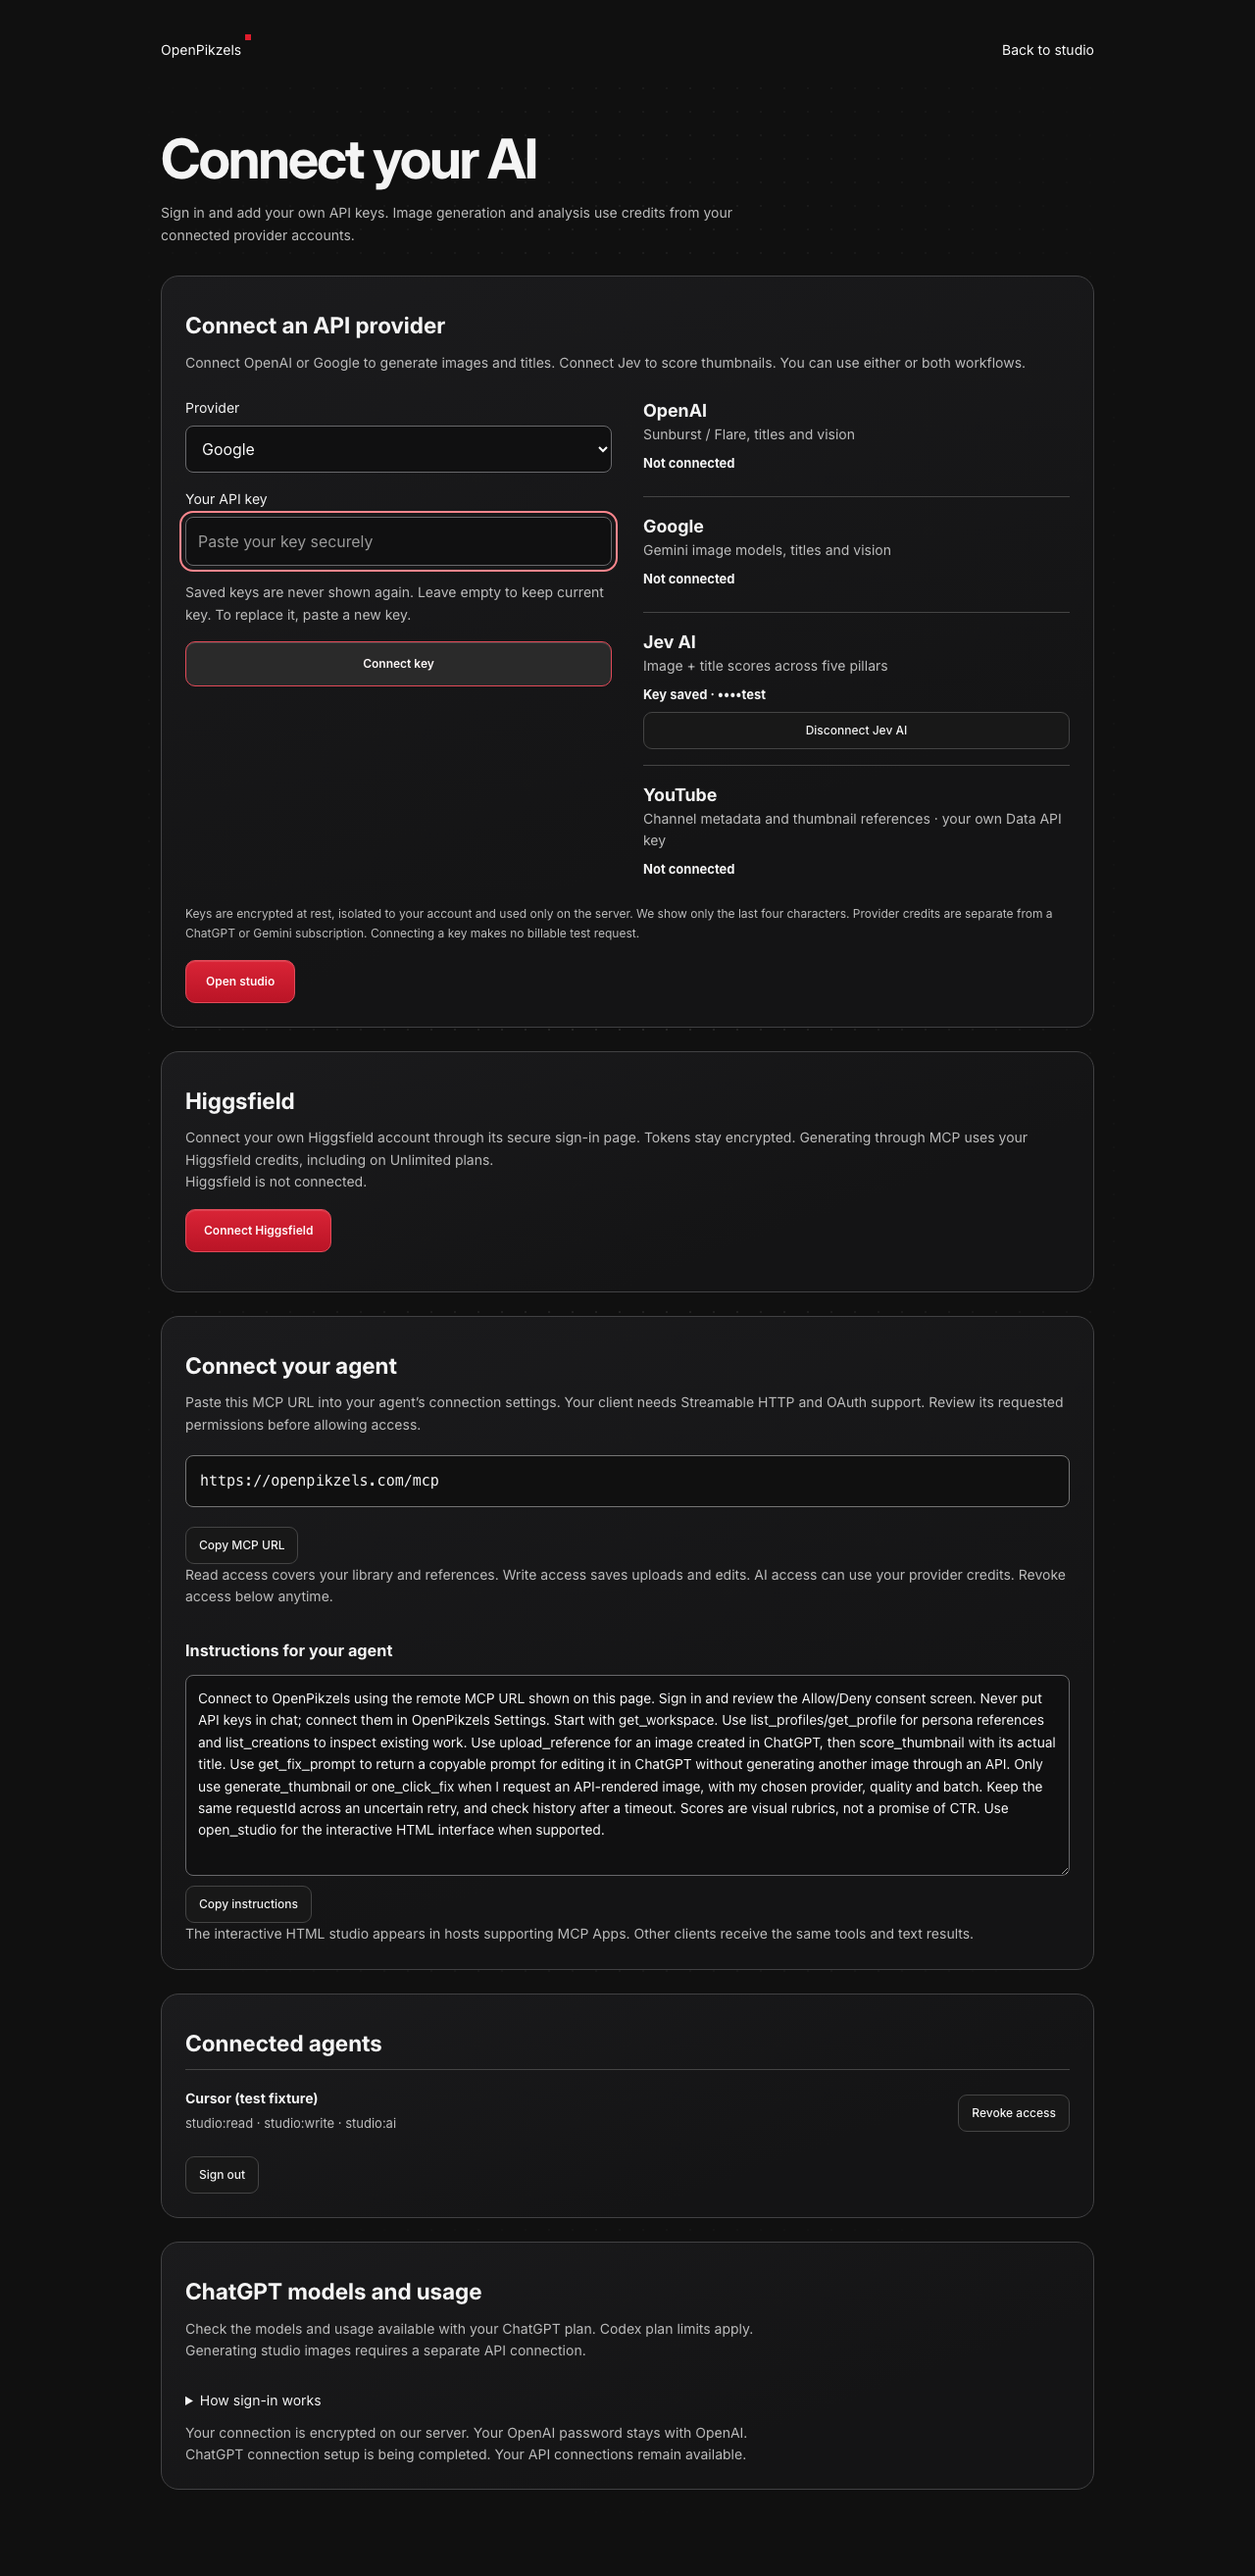 OpenPikzels
Back to studio
Connect your AI
Sign in and add your own API keys. Image generation and analysis use credits from your
connected provider accounts.
Connect an API provider
Connect OpenAI or Google to generate images and titles. Connect Jev to score thumbnails. You can use either or both workflows.
Provider
Google
Your API key
Paste your key securely
Saved keys are never shown again. Leave empty to keep current
key. To replace it, paste a new key.
Connect key
OpenAI
Sunburst / Flare, titles and vision
Not connected
Google
Gemini image models, titles and vision
Not connected
Jev AI
Image + title scores across five pillars
Key saved · ••••test
Disconnect Jev AI
YouTube
Channel metadata and thumbnail references · your own Data API
key
Not connected
Keys are encrypted at rest, isolated to your account and used only on the server. We show only the last four characters. Provider credits are separate from a
ChatGPT or Gemini subscription. Connecting a key makes no billable test request.
Open studio
Higgsfield
Connect your own Higgsfield account through its secure sign-in page. Tokens stay encrypted. Generating through MCP uses your
Higgsfield credits, including on Unlimited plans.
Higgsfield is not connected.
Connect Higgsfield
Connect your agent
Paste this MCP URL into your agent’s connection settings. Your client needs Streamable HTTP and OAuth support. Review its requested
permissions before allowing access.
https://openpikzels.com/mcp
Copy MCP URL
Read access covers your library and references. Write access saves uploads and edits. AI access can use your provider credits. Revoke
access below anytime.
Instructions for your agent
Connect to OpenPikzels using the remote MCP URL shown on this page. Sign in and review the Allow/Deny consent screen. Never put
API keys in chat; connect them in OpenPikzels Settings. Start with get_workspace. Use list_profiles/get_profile for persona references
and list_creations to inspect existing work. Use upload_reference for an image created in ChatGPT, then score_thumbnail with its actual
title. Use get_fix_prompt to return a copyable prompt for editing it in ChatGPT without generating another image through an API. Only
use generate_thumbnail or one_click_fix when I request an API-rendered image, with my chosen provider, quality and batch. Keep the
same requestId across an uncertain retry, and check history after a timeout. Scores are visual rubrics, not a promise of CTR. Use
open_studio for the interactive HTML interface when supported.
Copy instructions
The interactive HTML studio appears in hosts supporting MCP Apps. Other clients receive the same tools and text results.
Connected agents
Cursor (test fixture)
studio:read · studio:write · studio:ai
Revoke access
Sign out
ChatGPT models and usage
Check the models and usage available with your ChatGPT plan. Codex plan limits apply.
Generating studio images requires a separate API connection.
How sign-in works
Your connection is encrypted on our server. Your OpenAI password stays with OpenAI.
ChatGPT connection setup is being completed. Your API connections remain available.